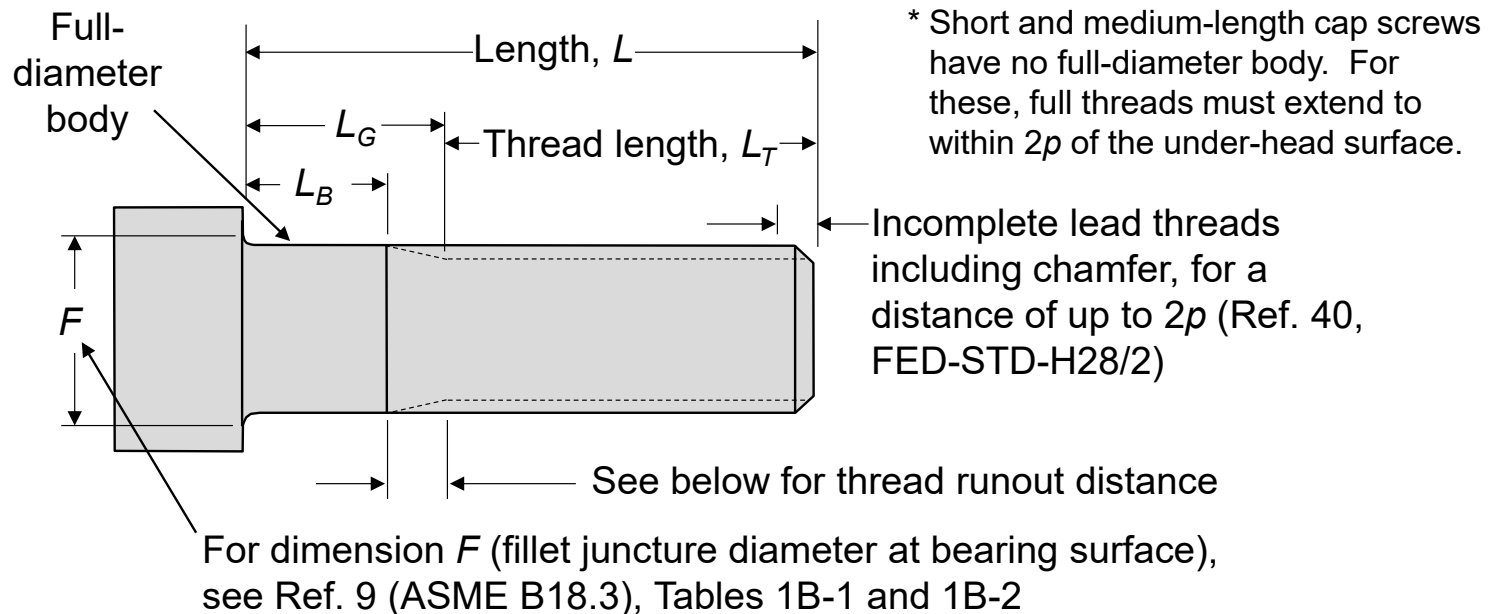 Full-
diameter
body
Length, L
L_G
Thread length, L_T
L_B
F
* Short and medium-length cap screws
have no full-diameter body. For
these, full threads must extend to
within 2p of the under-head surface.
Incomplete lead threads
including chamfer, for a
distance of up to 2p (Ref. 40,
FED-STD-H28/2)
See below for thread runout distance
For dimension F (fillet juncture diameter at bearing surface),
see Ref. 9 (ASME B18.3), Tables 1B-1 and 1B-2